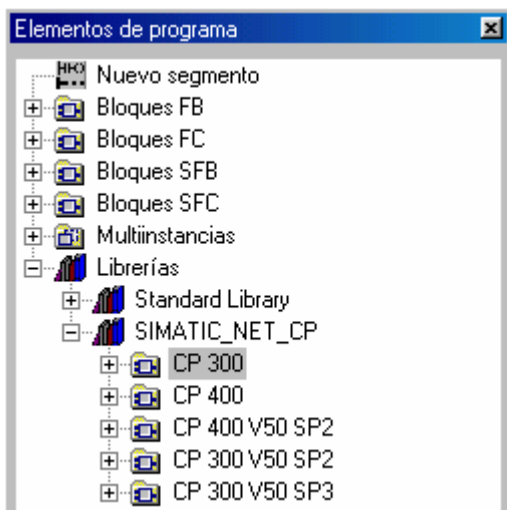 Elementos de programa
Nuevo segmento
Bloques FB
Bloques FC
Bloques SFB
Bloques SFC
Multiinstancias
Librerías
Standard Library
SIMATIC_NET_CP
CP 300
CP 400
CP 400 V50 SP2
CP 300 V50 SP2
CP 300 V50 SP3